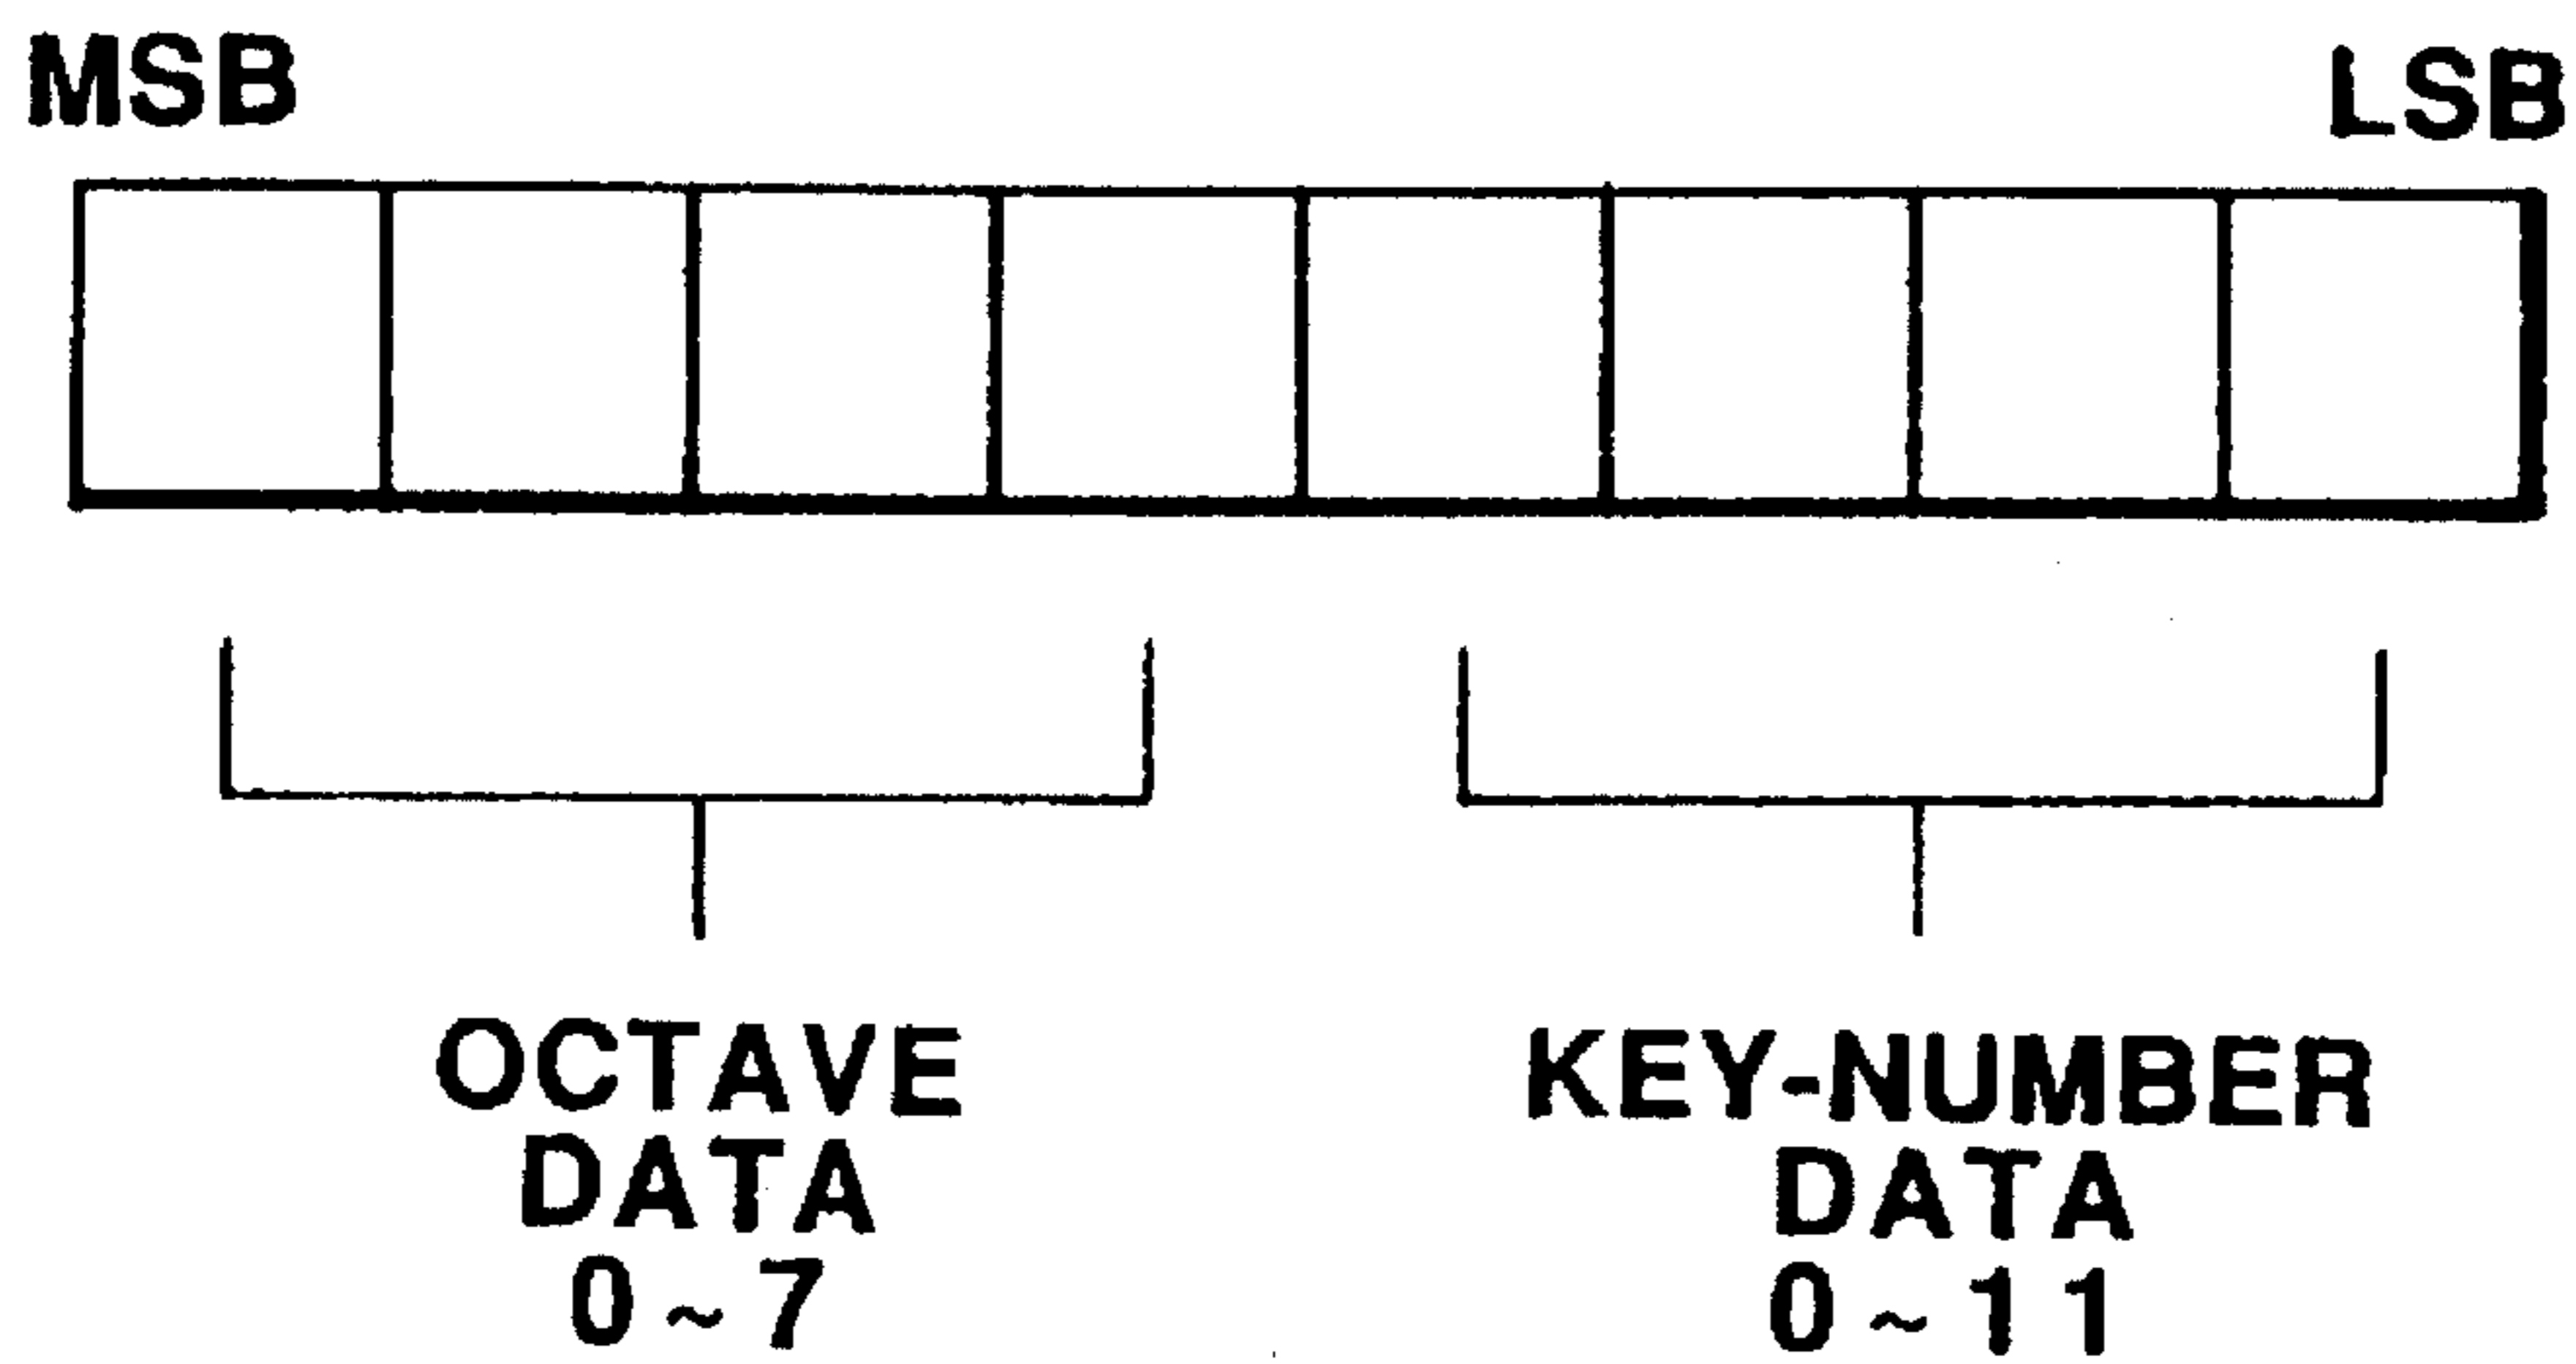 MSB
LSB
OCTAVE
DATA
0~7
KEY-NUMBER
DATA
0~11